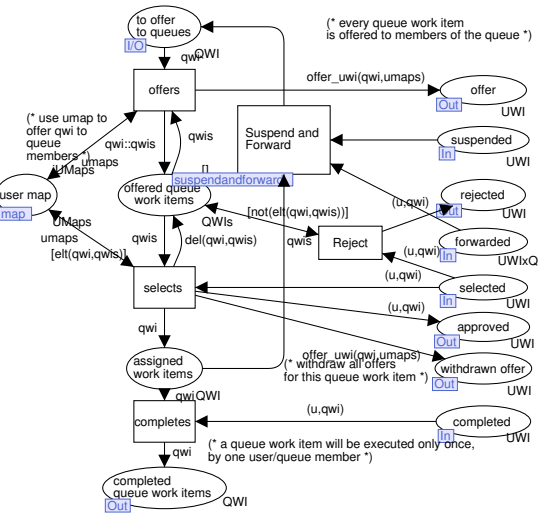 to offer
to queues
I/O
QWI
qwi
(* every queue work item
is offered to members of the queue *)
offers
offer_uwi(qwi,umaps)
offer
Out
UWI
(* use umap to
offer qwi to
queue
members *)
umaps
UMaps
qwi::qwis
qwis
Suspend and
Forward
[]
suspendandforward
suspended
In
UWI
user map
map
offered queue
work items
QWIs
[not(elt(qwi,qwis))]
(u,qwi)
rejected
Out
UWI
UMaps
umaps
[elt(qwi,qwis)]
qwis
del(qwi,qwis)
qwis
Reject
(u,qwi)
forwarded
In
UWIxQ
selects
(u,qwi)
selected
In
UWI
qwi
(u,qwi)
approved
Out
UWI
assigned
work items
offer_uwi(qwi,umaps)
(* withdraw all offers
for this queue work item *)
withdrawn offer
Out
UWI
qwi
QWI
completes
(u,qwi)
completed
In
UWI
qwi
(* a queue work item will be executed only once,
by one user/queue member *)
completed
queue work items
Out
QWI